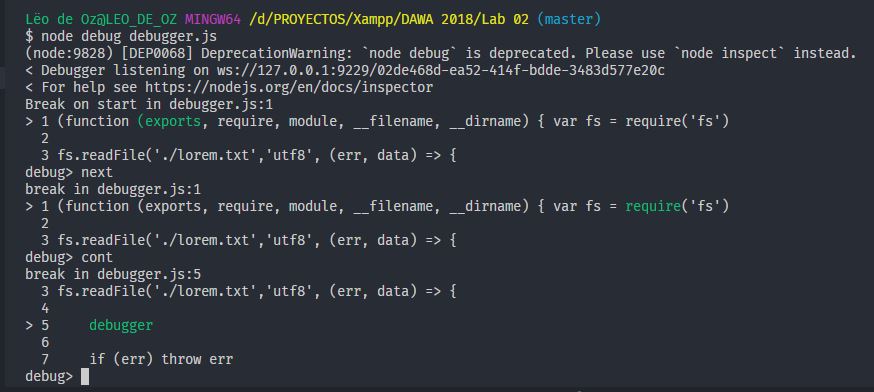 Lëo de Oz@LEO_DE_OZ MINGW64 /d/PROYECTOS/Xampp/DAWA 2018/Lab 02 (master)
$ node debug debugger.js
(node:9828) [DEP0068] DeprecationWarning: `node debug` is deprecated. Please use `node inspect` instead.
< Debugger listening on ws://127.0.0.1:9229/02de468d-ea52-414f-bdde-3483d577e20c
< For help see https://nodejs.org/en/docs/inspector
Break on start in debugger.js:1
> 1 (function (exports, require, module, __filename, __dirname) { var fs = require('fs')
  2
  3 fs.readFile('./lorem.txt','utf8', (err, data) => {
debug> next
break in debugger.js:1
> 1 (function (exports, require, module, __filename, __dirname) { var fs = require('fs')
  2
  3 fs.readFile('./lorem.txt','utf8', (err, data) => {
debug> cont
break in debugger.js:5
  3 fs.readFile('./lorem.txt','utf8', (err, data) => {
  4
> 5     debugger
  6
  7     if (err) throw err
debug>